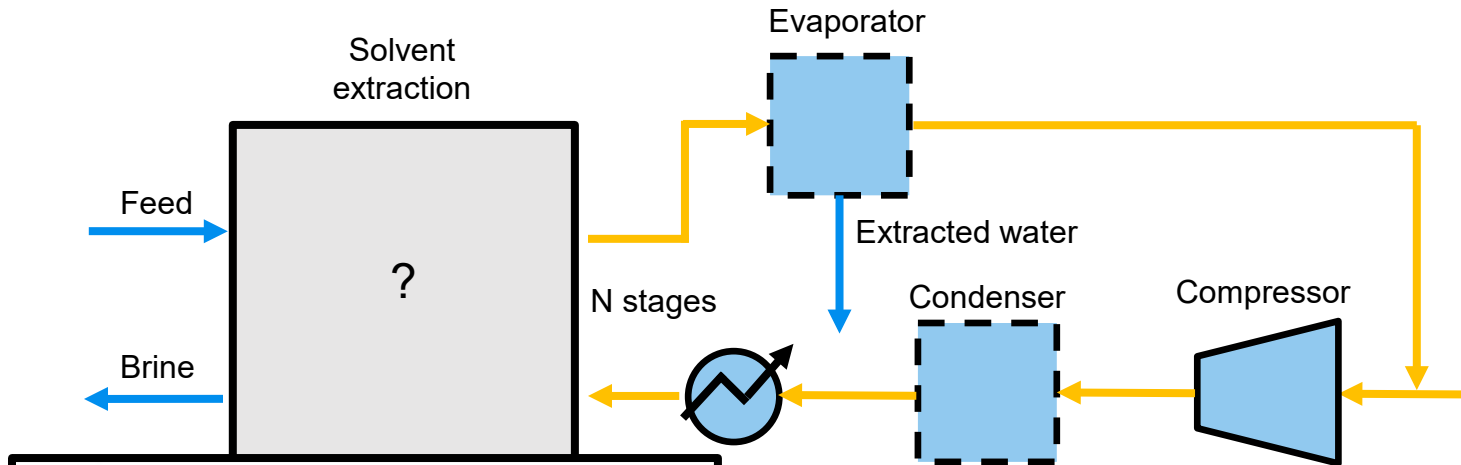 Evaporator
Solvent
extraction
Feed
Extracted water
?
N stages
Condenser
Compressor
Brine